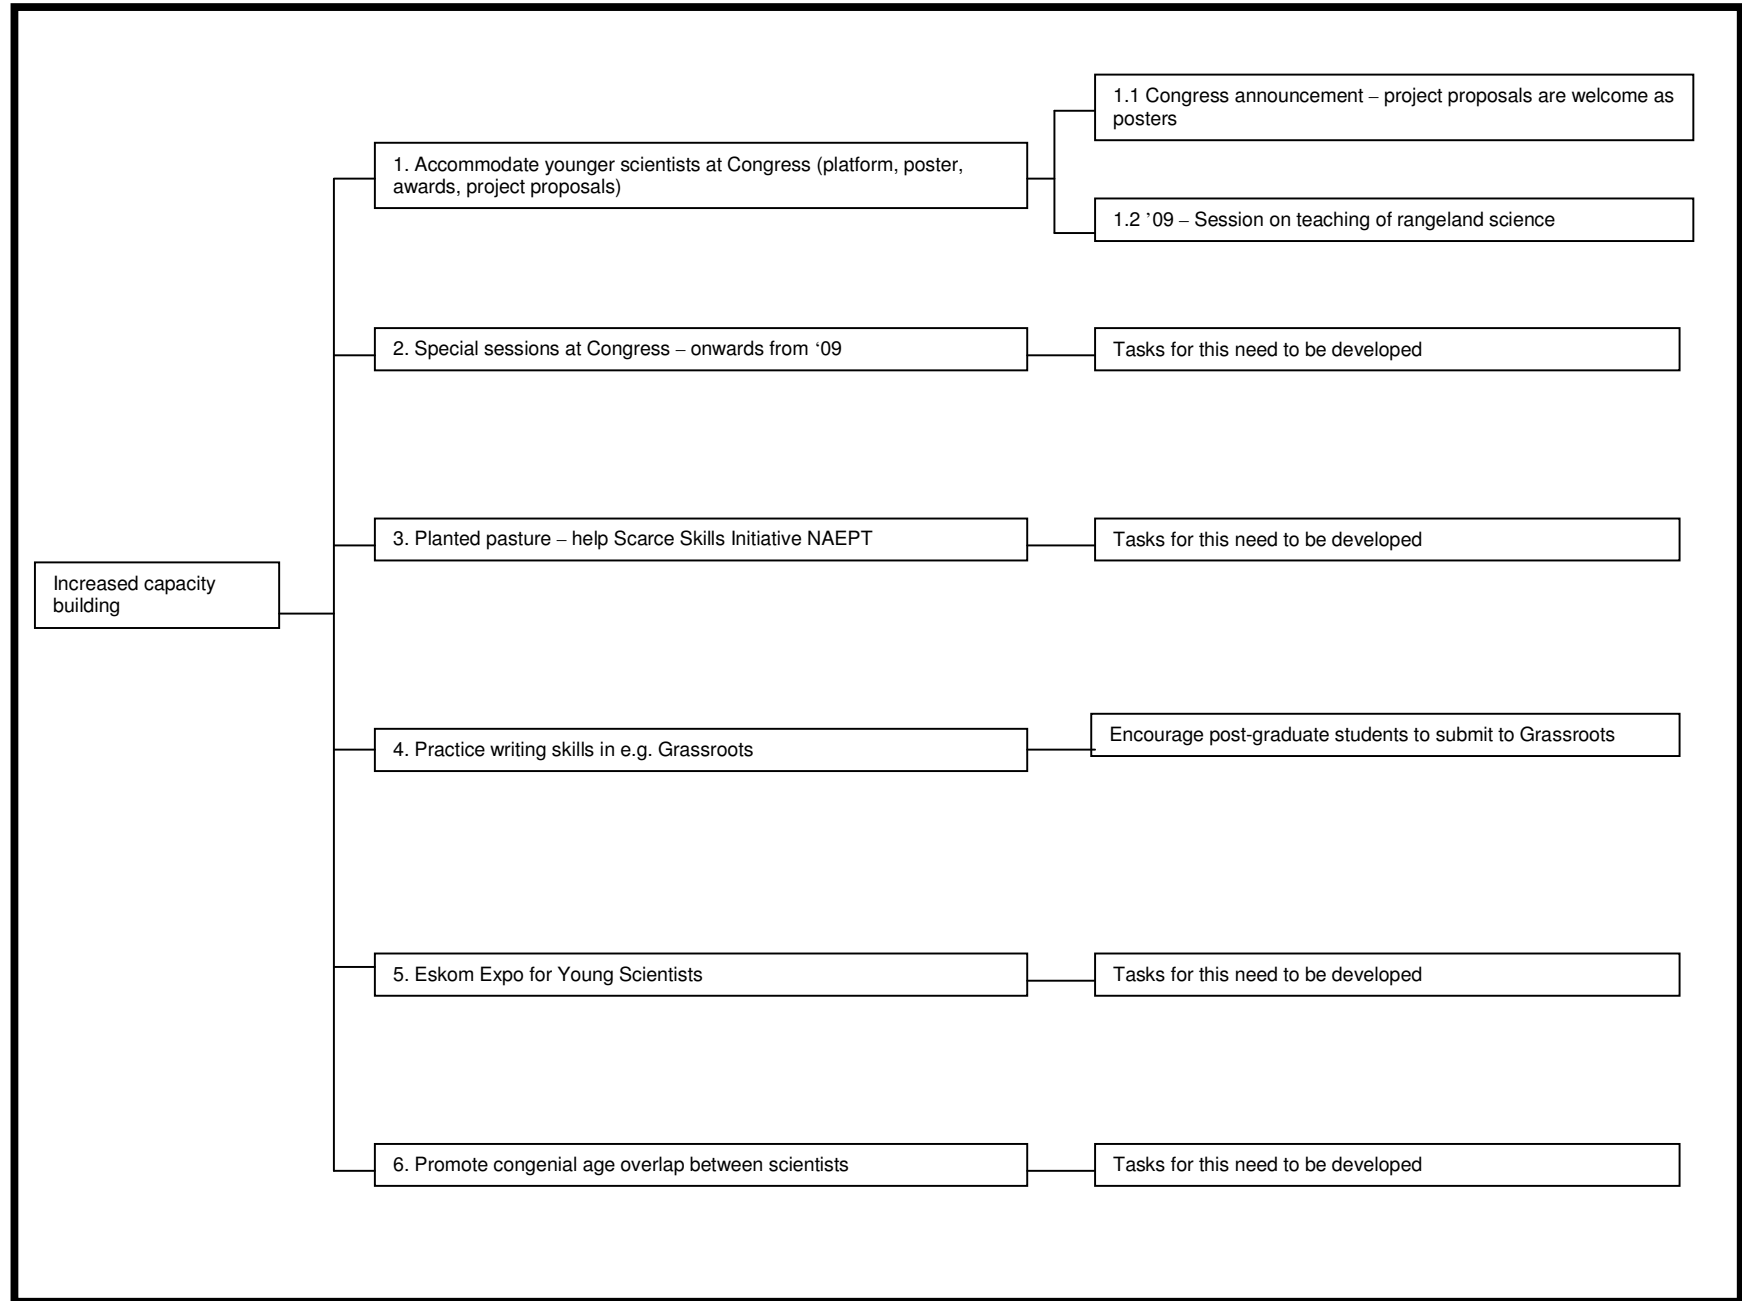 1.1 Congress announcement – project proposals are welcome as
posters
1. Accommodate younger scientists at Congress (platform, poster,
awards, project proposals)
1.2 ’09 – Session on teaching of rangeland science
2. Special sessions at Congress – onwards from ‘09
Tasks for this need to be developed
3. Planted pasture – help Scarce Skills Initiative NAEPT
Tasks for this need to be developed
Increased capacity
building
4. Practice writing skills in e.g. Grassroots
Encourage post-graduate students to submit to Grassroots
5. Eskom Expo for Young Scientists
Tasks for this need to be developed
6. Promote congenial age overlap between scientists
Tasks for this need to be developed